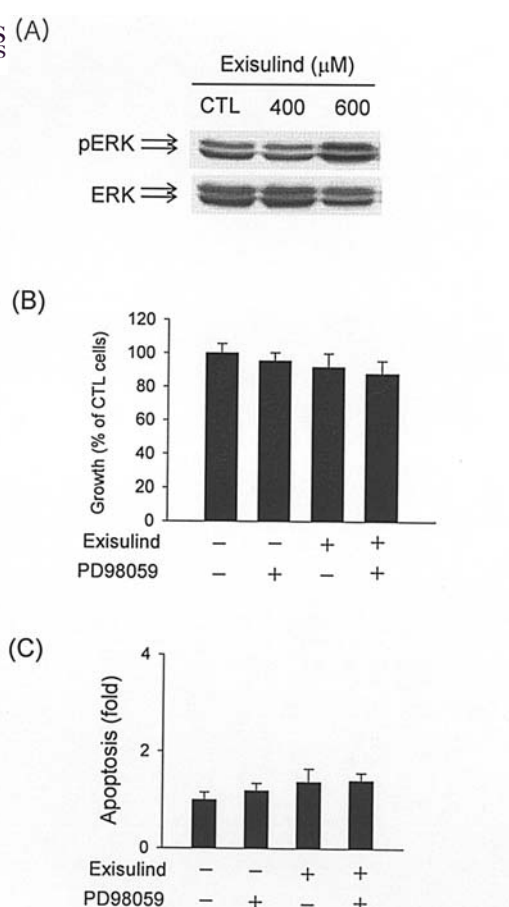 (A)
Exisulind (μM)
CTL 400 600
pERK
ERK
(B)
120
100
80
60
40
20
0
Growth (% of CTL cells)
Exisulind − − + +
PD98059 − + − +
(C)
4
2
0
Apoptosis (fold)
Exisulind − − + +
PD98059 − + − +